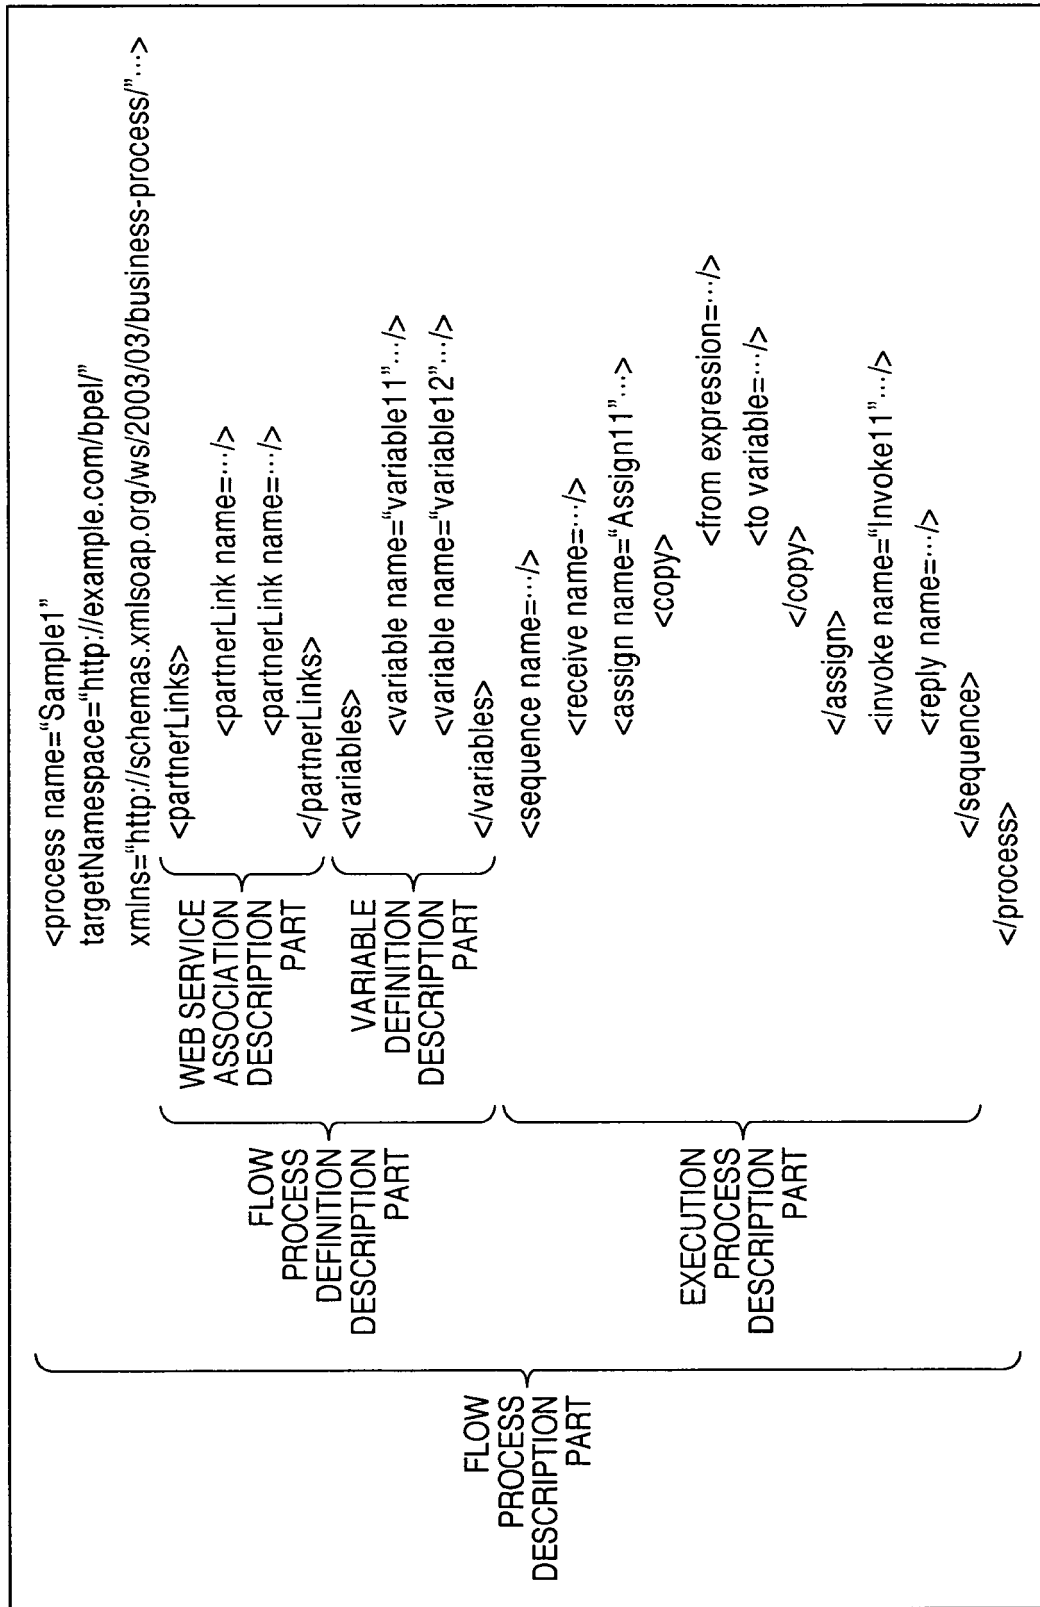 FLOW
PROCESS
DESCRIPTION
PART
FLOW
PROCESS
DEFINITION
DESCRIPTION
PART
EXECUTION
PROCESS
DESCRIPTION
PART
WEB SERVICE
ASSOCIATION
DESCRIPTION
PART
VARIABLE
DEFINITION
DESCRIPTION
PART
<process name=“Sample1”
targetNamespace=“http://example.com/bpel/”
xmlns=“http://schemas.xmlsoap.org/ws/2003/03/business-process/”···>
<partnerLinks>
<partnerLink name=···/>
<partnerLink name=···/>
</partnerLinks>
<variables>
<variable name=“variable11”···/>
<variable name=“variable12”···/>
</variables>
<sequence name=···/>
<receive name=···/>
<assign name=“Assign11”···>
<copy>
<from expression=···/>
<to variable=···/>
</copy>
</assign>
<invoke name=“Invoke11”···/>
<reply name=···/>
</sequence>
</process>